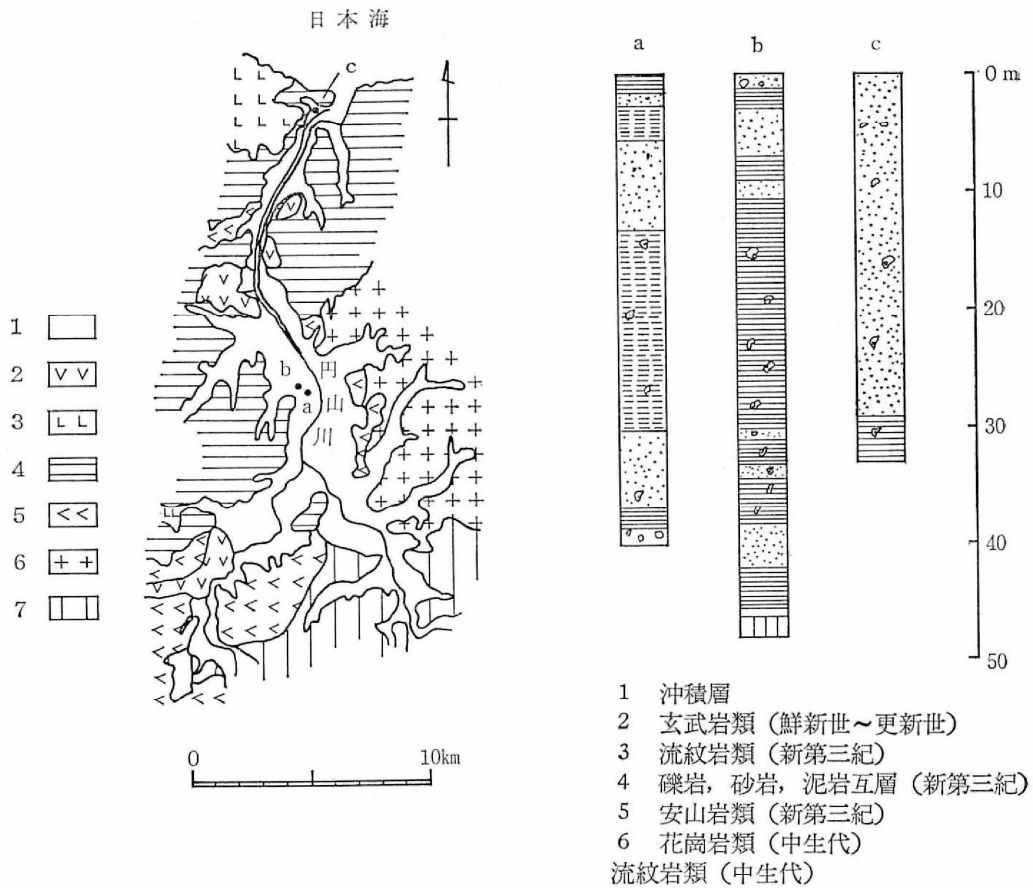 日本海
c
1
2
3
4
5
6
7
b
a
円
山
川
0 10km
a b c
0 m
10
20
30
40
50
1 沖積層
2 玄武岩類(鮮新世~更新世)
3 流紋岩類(新第三紀)
4 礫岩,砂岩,泥岩互層(新第三紀)
5 安山岩類(新第三紀)
6 花崗岩類(中生代)
流紋岩類(中生代)